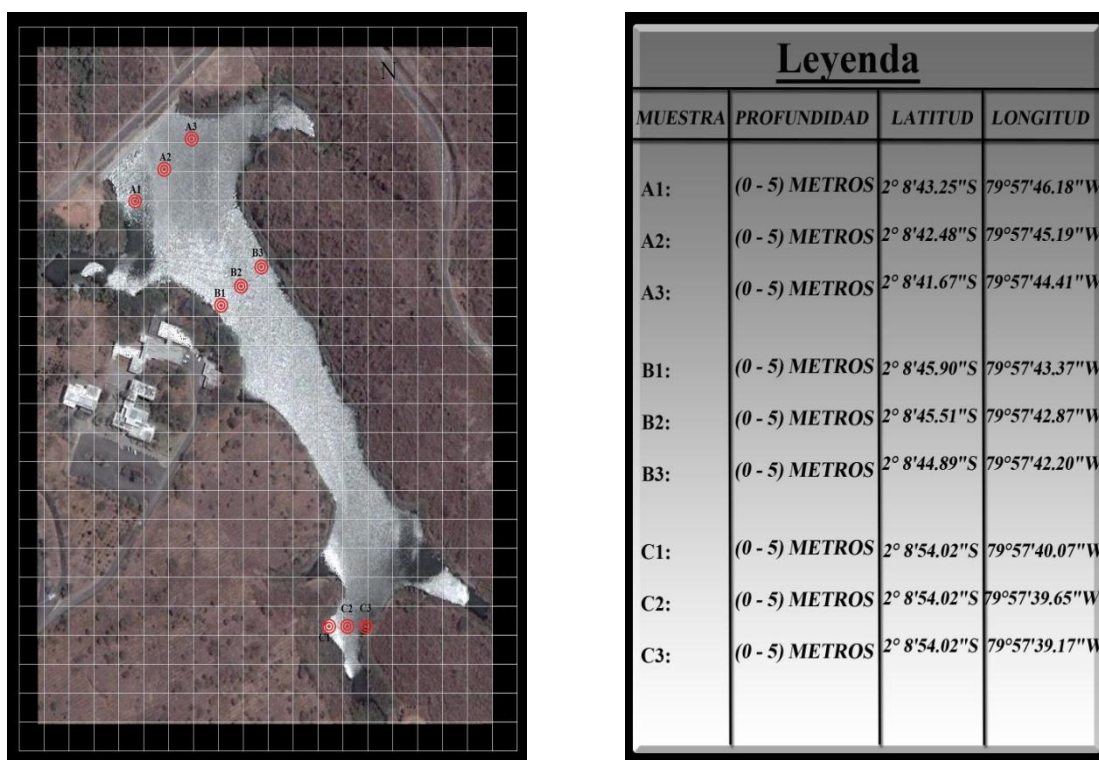 N
A3
A2
A1
B3
B2
B1
C2 C3
C1
Leyenda
MUESTRA PROFUNDIDAD LATITUD LONGITUD
A1: (0 - 5) METROS 2° 8'43.25"S 79°57'46.18"W
A2: (0 - 5) METROS 2° 8'42.48"S 79°57'45.19"W
A3: (0 - 5) METROS 2° 8'41.67"S 79°57'44.41"W
B1: (0 - 5) METROS 2° 8'45.90"S 79°57'43.37"W
B2: (0 - 5) METROS 2° 8'45.51"S 79°57'42.87"W
B3: (0 - 5) METROS 2° 8'44.89"S 79°57'42.20"W
C1: (0 - 5) METROS 2° 8'54.02"S 79°57'40.07"W
C2: (0 - 5) METROS 2° 8'54.02"S 79°57'39.65"W
C3: (0 - 5) METROS 2° 8'54.02"S 79°57'39.17"W